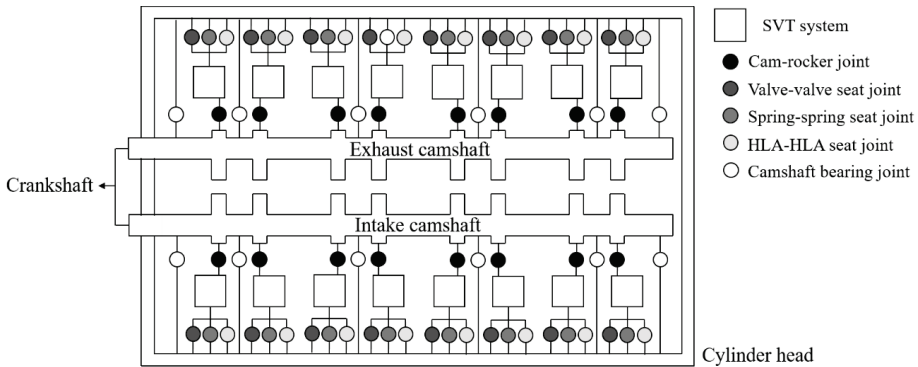 SVT system
Cam-rocker joint
Valve-valve seat joint
Spring-spring seat joint
HLA-HLA seat joint
Camshaft bearing joint
Exhaust camshaft
Crankshaft
Intake camshaft
Cylinder head